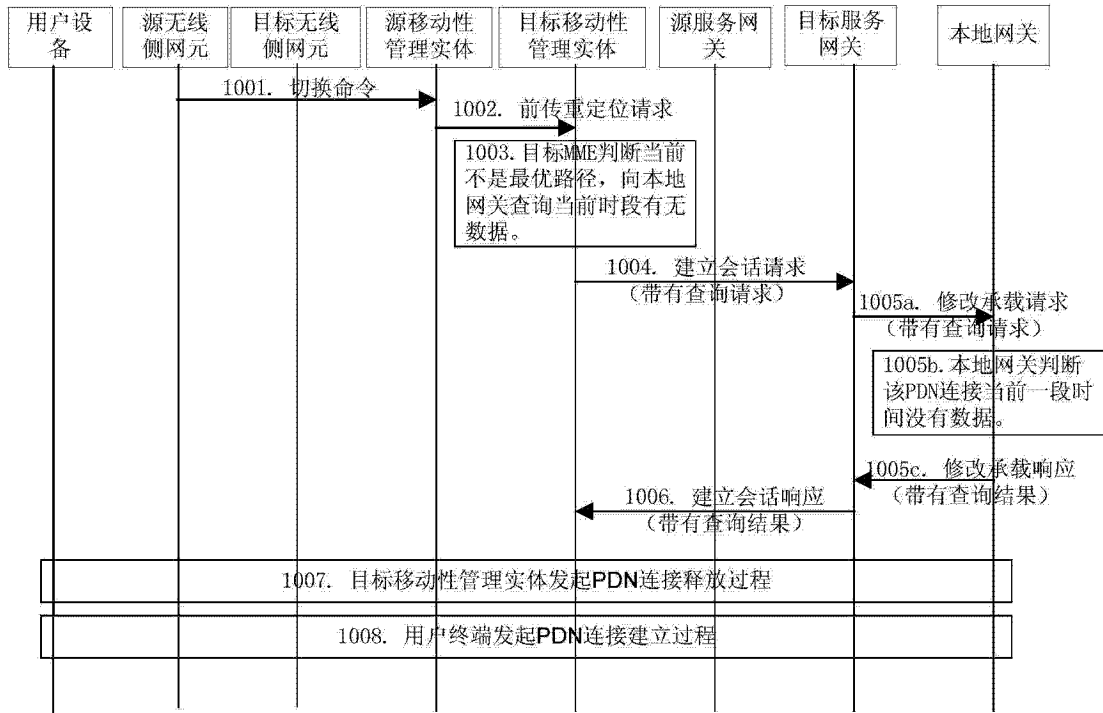 用户设
备
源无线
侧网元
目标无线
侧网元
源移动性
管理实体
目标移动性
管理实体
源服务网
关
目标服务
网关
本地网关
1001. 切换命令
1002. 前传重定位请求
1003.目标MME判断当前
不是最优路径，向本地
网关查询当前时段有无
数据。
1004. 建立会话请求
（带有查询请求）
1005a. 修改承载请求
（带有查询请求）
1005b.本地网关判断
该PDN连接当前一段时
间没有数据。
1005c. 修改承载响应
（带有查询结果）
1006. 建立会话响应
（带有查询结果）
1007. 目标移动性管理实体发起PDN连接释放过程
1008. 用户终端发起PDN连接建立过程